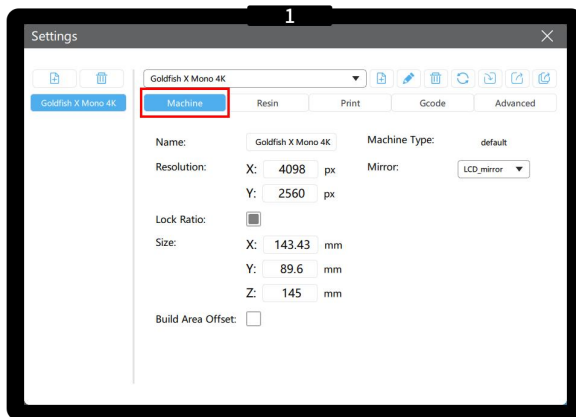 1
Settings
Goldfish X Mono 4K
Goldfish X Mono 4K
Machine Resin Print Gcode Advanced
Name: Goldfish X Mono 4K Machine Type: default
Resolution: X: 4098 px Mirror: LCD_mirror
Y: 2560 px
Lock Ratio:
Size: X: 143.43 mm
Y: 89.6 mm
Z: 145 mm
Build Area Offset: